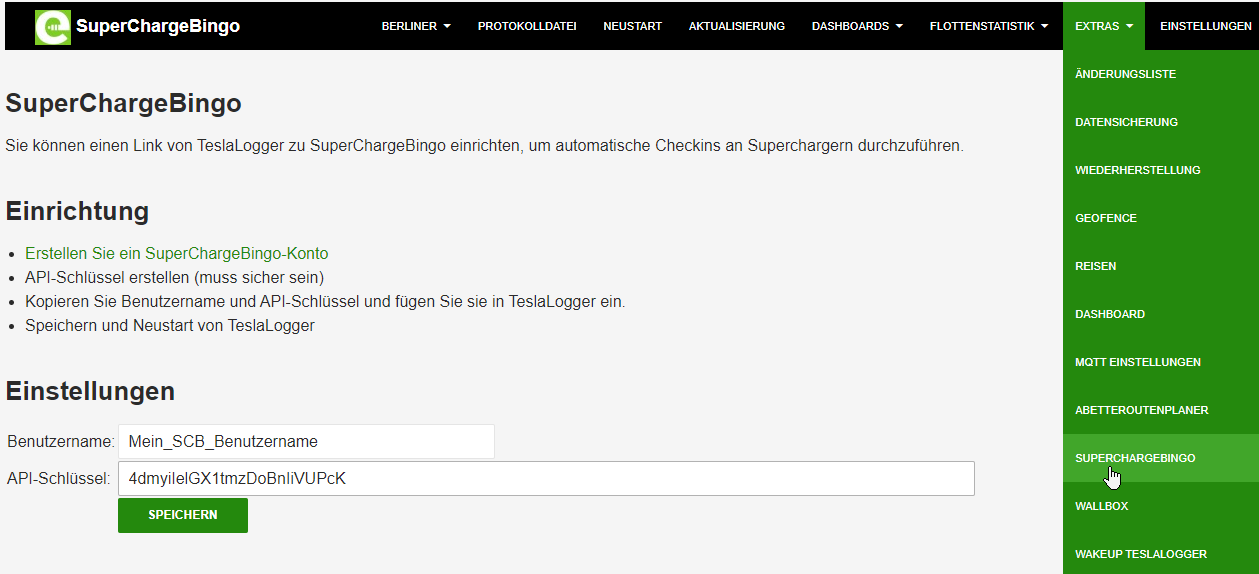 SuperChargeBingo
BERLINER PROTOKOLLDATEI NEUSTART AKTUALISIERUNG DASHBOARDS FLOTTENSTATISTIK EXTRAS EINSTELLUNGEN
SuperChargeBingo
Sie können einen Link von TeslaLogger zu SuperChargeBingo einrichten, um automatische Checkins an Superchargern durchzuführen.
Einrichtung
Erstellen Sie ein SuperChargeBingo-Konto
API-Schlüssel erstellen (muss sicher sein)
Kopieren Sie Benutzername und API-Schlüssel und fügen Sie sie in TeslaLogger ein.
Speichern und Neustart von TeslaLogger
Einstellungen
Benutzername: Mein_SCB_Benutzername
API-Schlüssel: 4dmyilelGX1tmzDoBnIiVUPcK
SPEICHERN
ÄNDERUNGSLISTE
DATENSICHERUNG
WIEDERHERSTELLUNG
GEOFENCE
REISEN
DASHBOARD
MQTT EINSTELLUNGEN
ABETTEROUTENPLANER
SUPERCHARGEBINGO
WALLBOX
WAKEUP TESLALOGGER